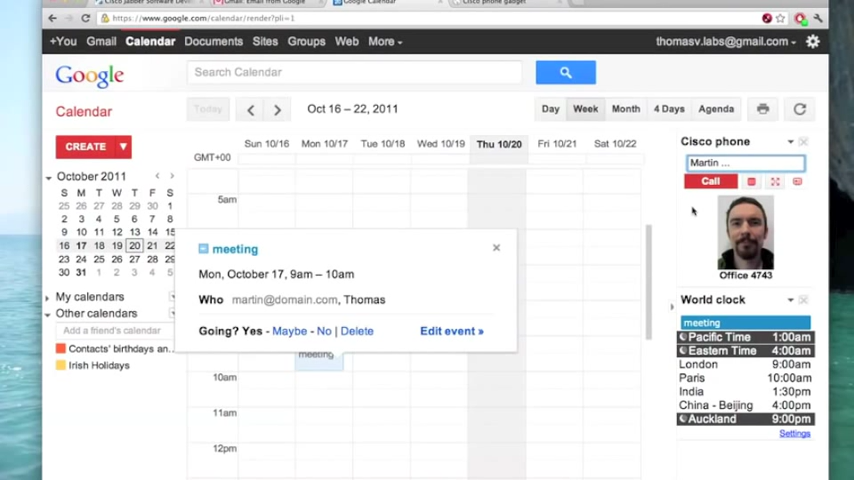 Cisco Jabber Software Devel
Gmail: Email from Google
Google Calendar
Cisco phone gadget
https://www.google.com/calendar/render?pli=1
+You Gmail Calendar Documents Sites Groups Web More
thomasv.labs@gmail.com
Google
Search Calendar
Calendar
Today
Oct 16 – 22, 2011
Day Week Month 4 Days Agenda
CREATE
October 2011
S M T W T F S
25 26 27 28 29 30 1
2 3 4 5 6 7 8
9 10 11 12 13 14 15
16 17 18 19 20 21 22
23 24 25 26 27 28 29
30 31 1 2 3 4 5
My calendars
Other calendars
Add a friend's calendar
Contacts' birthdays an...
Irish Holidays
GMT+00
Sun 10/16 Mon 10/17 Tue 10/18 Wed 10/19 Thu 10/20 Fri 10/21 Sat 10/22
5am
meeting
Mon, October 17, 9am – 10am
Who martin@domain.com, Thomas
Going? Yes - Maybe - No | Delete
Edit event »
meeting
10am
11am
12pm
Cisco phone
Martin ...
Call
Office 4743
World clock
meeting
Pacific Time 1:00am
Eastern Time 4:00am
London 9:00am
Paris 10:00am
India 1:30pm
China - Beijing 4:00pm
Auckland 9:00pm
Settings